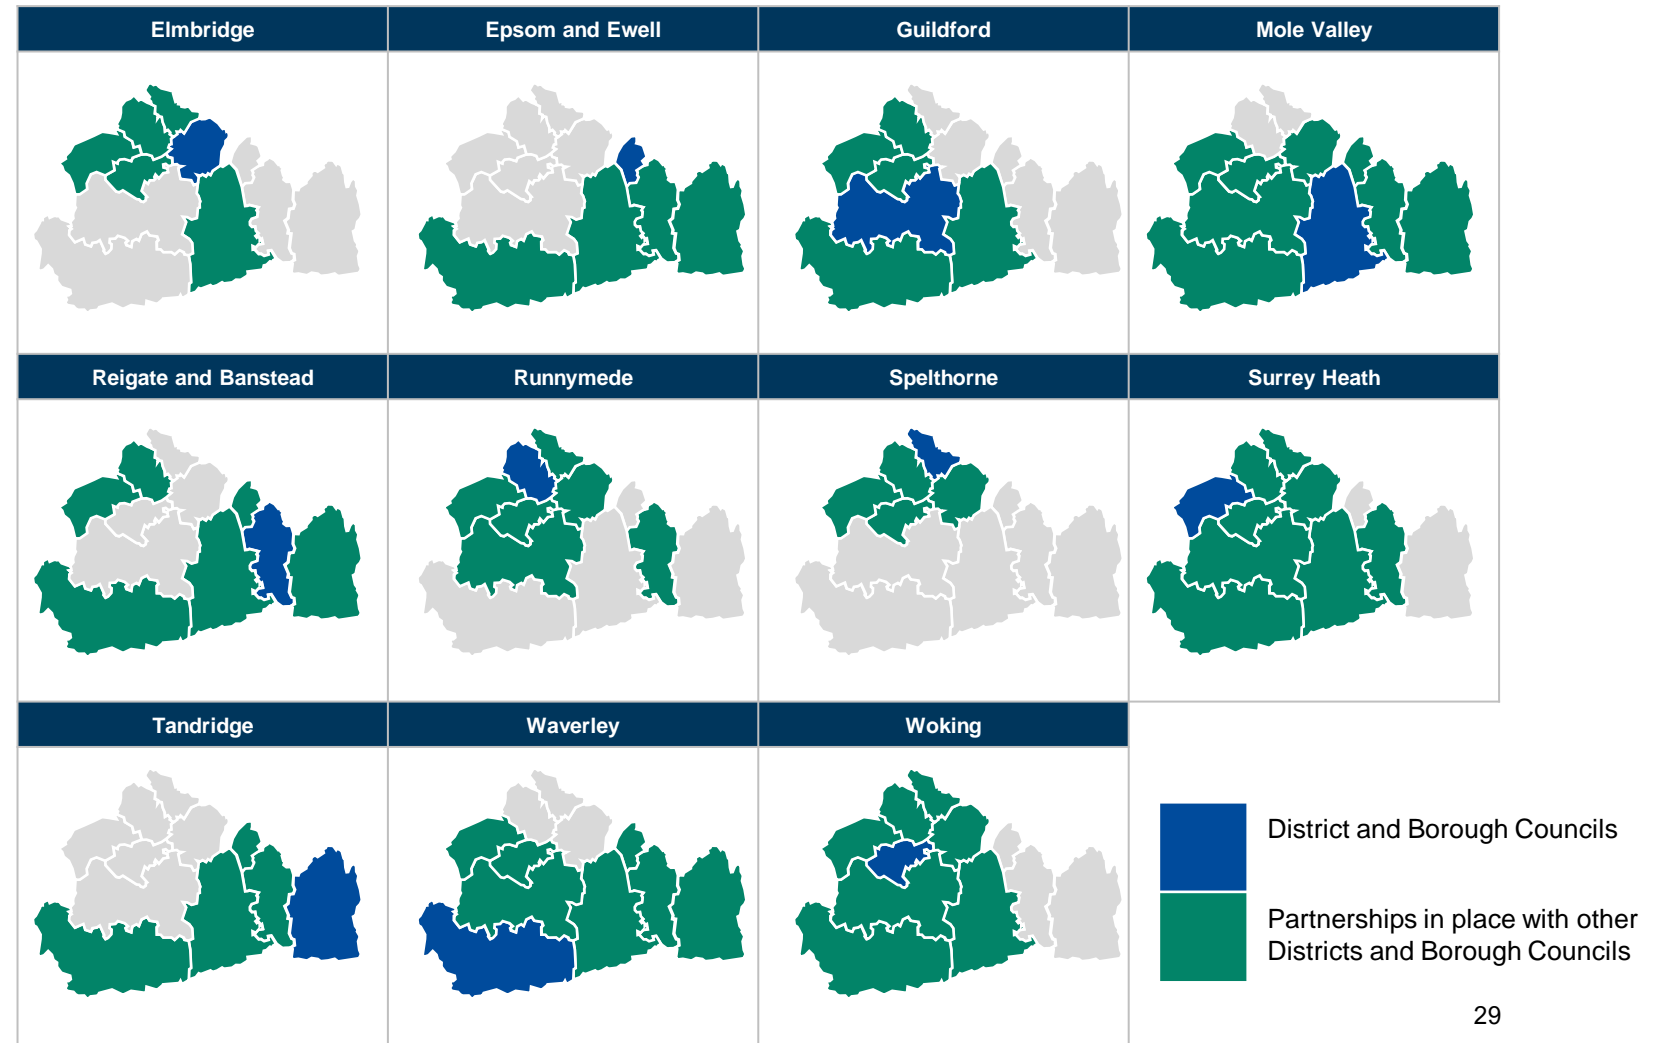 Elmbridge
Epsom and Ewell
Guildford
Mole Valley
Reigate and Banstead
Runnymede
Spelthorne
Surrey Heath
Tandridge
Waverley
Woking
District and Borough Councils
Partnerships in place with other
Districts and Borough Councils
29